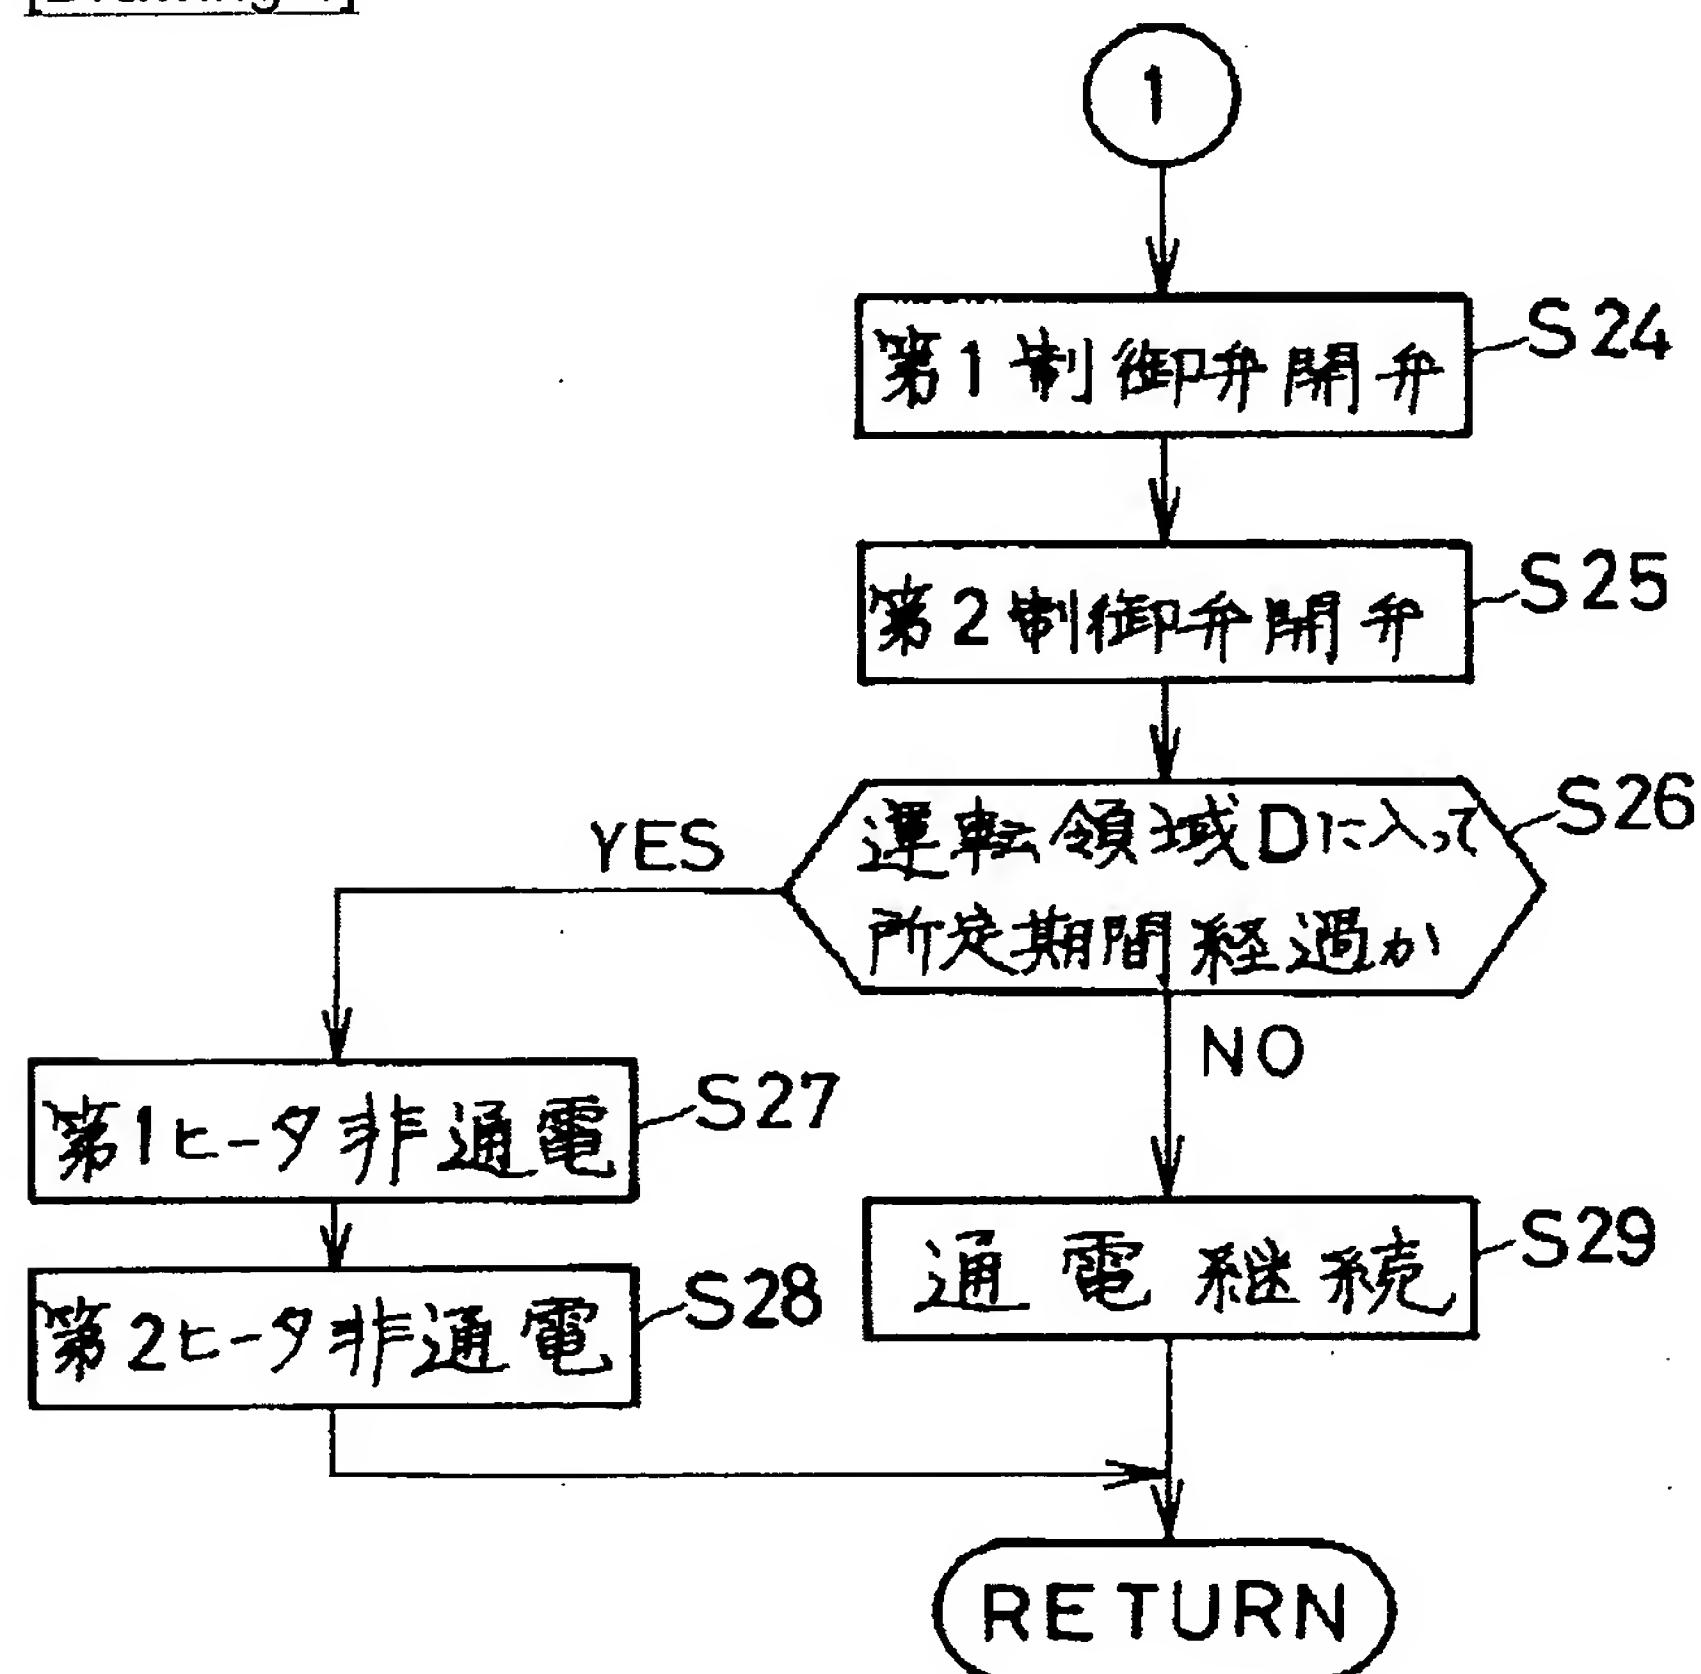 1
第1制御弁開弁
S24
第2制御弁開弁
S25
運転領域Dに入って
所定期間経過か
S26
YES
NO
第1ヒータ非通電
S27
第2ヒータ非通電
S28
通電継続
S29
RETURN